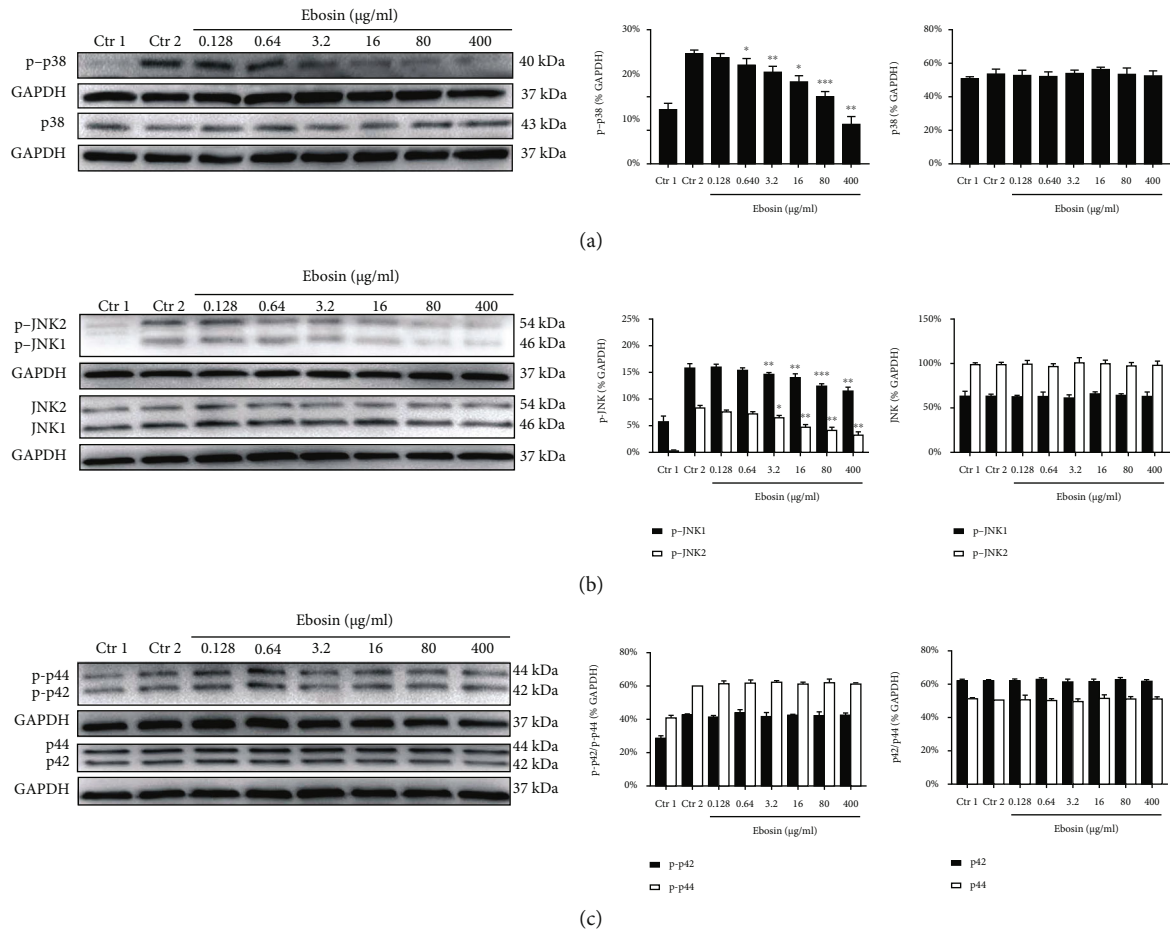 Ebosin (μg/ml)
Ctr 1 Ctr 2 0.128 0.64 3.2 16 80 400
p-p38 40 kDa
GAPDH 37 kDa
p38 43 kDa
GAPDH 37 kDa
p-p38 (% GAPDH)
30%
20%
10%
0%
* ** * *** **
Ctr 1 Ctr 2 0.128 0.640 3.2 16 80 400
Ebosin (μg/ml)
p38 (% GAPDH)
80%
60%
40%
20%
0%
Ctr 1 Ctr 2 0.128 0.640 3.2 16 80 400
Ebosin (μg/ml)
(a)
Ebosin (μg/ml)
Ctr 1 Ctr 2 0.128 0.64 3.2 16 80 400
p-JNK2 54 kDa
p-JNK1 46 kDa
GAPDH 37 kDa
JNK2 54 kDa
JNK1 46 kDa
GAPDH 37 kDa
p-JNK (% GAPDH)
25%
20%
15%
10%
5%
0%
** ** *** **
* ** ** **
Ctr 1 Ctr 2 0.128 0.64 3.2 16 80 400
Ebosin (μg/ml)
p-JNK1
p-JNK2
JNK (% GAPDH)
150%
100%
50%
0%
Ctr 1 Ctr 2 0.128 0.64 3.2 16 80 400
Ebosin (μg/ml)
p-JNK1
p-JNK2
(b)
Ebosin (μg/ml)
Ctr 1 Ctr 2 0.128 0.64 3.2 16 80 400
p-p44 44 kDa
p-p42 42 kDa
GAPDH 37 kDa
p44 44 kDa
p42 42 kDa
GAPDH 37 kDa
p-p42/p-p44 (% GAPDH)
80%
60%
40%
20%
0%
Ctr 1 Ctr 2 0.128 0.64 3.2 16 80 400
Ebosin (μg/ml)
p-p42
p-p44
p42/p44 (% GAPDH)
80%
60%
40%
20%
0%
Ctr 1 Ctr 2 0.128 0.64 3.2 16 80 400
Ebosin (μg/ml)
p42
p44
(c)